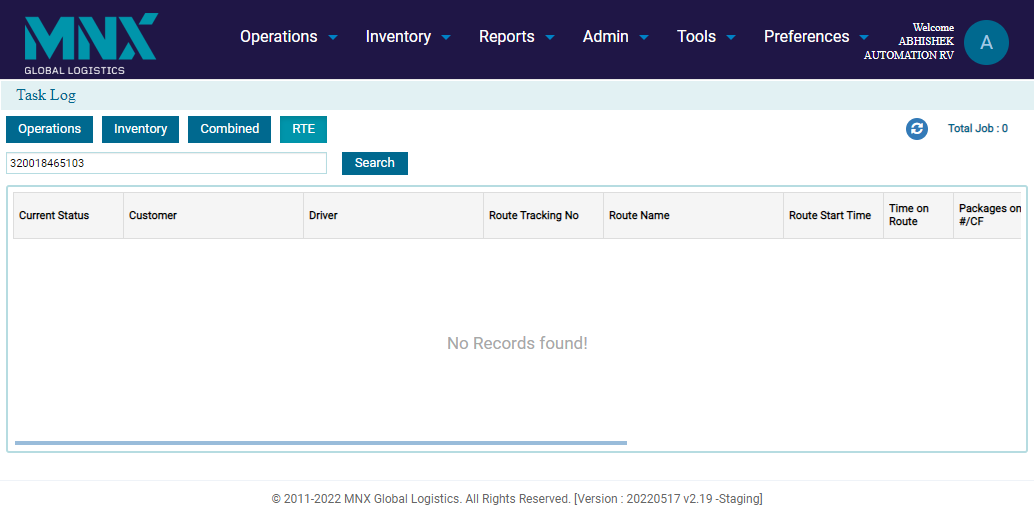 MNX
GLOBAL LOGISTICS
Operations Inventory Reports Admin Tools Preferences
Welcome
ABHISHEK
AUTOMATION RV
A
Task Log
Operations Inventory Combined RTE
Total Job : 0
320018465103
Search
Current Status Customer Driver Route Tracking No Route Name Route Start Time Time on Route Packages on #/CF
No Records found!
© 2011-2022 MNX Global Logistics. All Rights Reserved. [Version : 20220517 v2.19 -Staging]